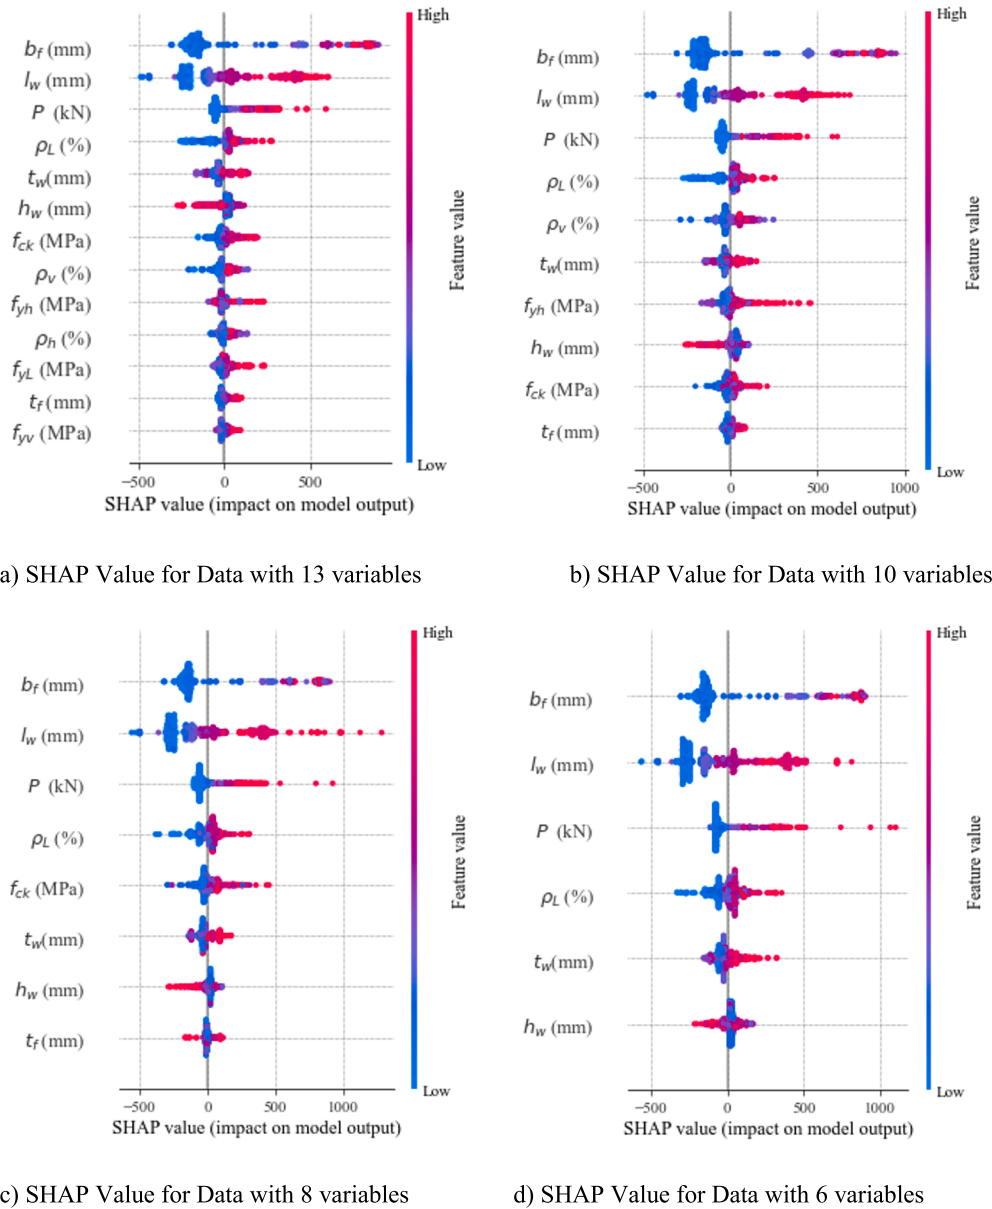 High
b_f (mm)
l_w (mm)
P (kN)
ρ_L (%)
t_w(mm)
h_w (mm)
f_ck (MPa)
ρ_v (%)
f_yh (MPa)
ρ_h (%)
f_yL (MPa)
t_f (mm)
f_yv (MPa)
Feature value
Low
−500 0 500
SHAP value (impact on model output)
a) SHAP Value for Data with 13 variables
High
b_f (mm)
l_w (mm)
P (kN)
ρ_L (%)
ρ_v (%)
t_w(mm)
f_yh (MPa)
h_w (mm)
f_ck (MPa)
t_f (mm)
Feature value
Low
−500 0 500 1000
SHAP value (impact on model output)
b) SHAP Value for Data with 10 variables
High
b_f (mm)
l_w (mm)
P (kN)
ρ_L (%)
f_ck (MPa)
t_w(mm)
h_w (mm)
t_f (mm)
Feature value
Low
−500 0 500 1000
SHAP value (impact on model output)
c) SHAP Value for Data with 8 variables
High
b_f (mm)
l_w (mm)
P (kN)
ρ_L (%)
t_w(mm)
h_w (mm)
Feature value
Low
−500 0 500 1000
SHAP value (impact on model output)
d) SHAP Value for Data with 6 variables